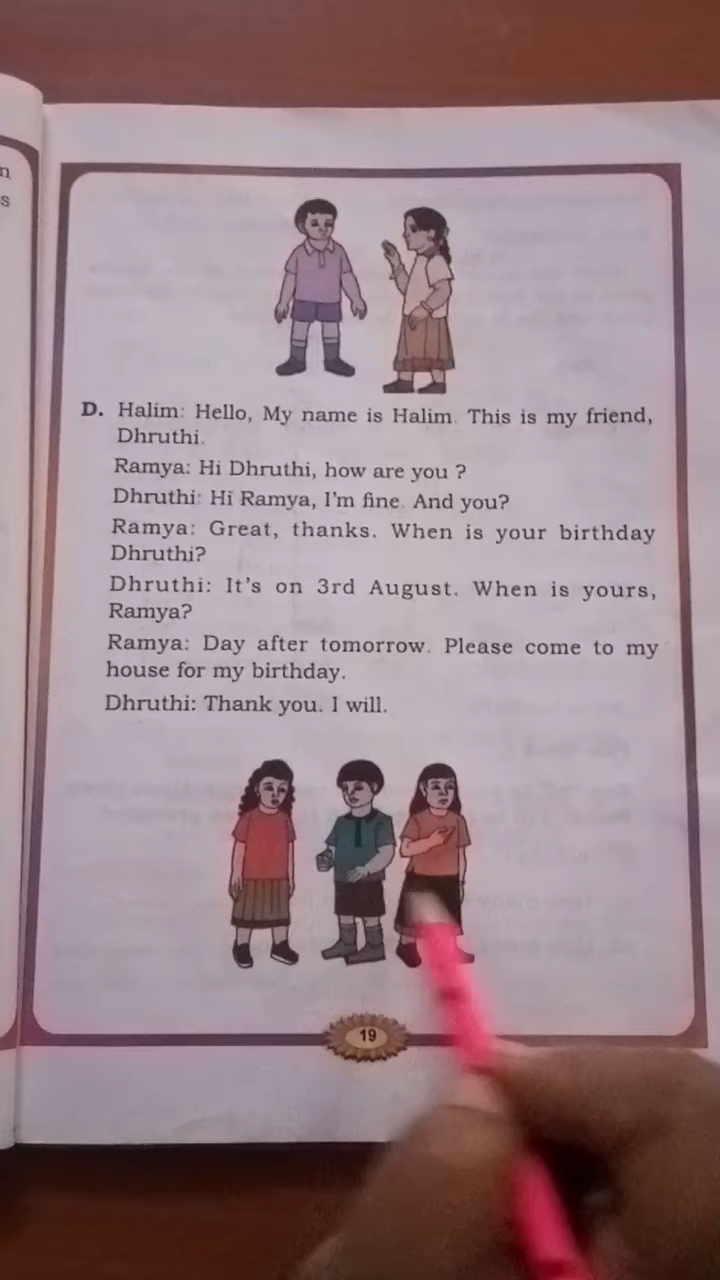 n
s
D. Halim: Hello, My name is Halim. This is my friend,
Dhruthi.
Ramya: Hi Dhruthi, how are you ?
Dhruthi: Hi Ramya, I'm fine. And you?
Ramya: Great, thanks. When is your birthday
Dhruthi?
Dhruthi: It's on 3rd August. When is yours,
Ramya?
Ramya: Day after tomorrow. Please come to my
house for my birthday.
Dhruthi: Thank you. I will.
19